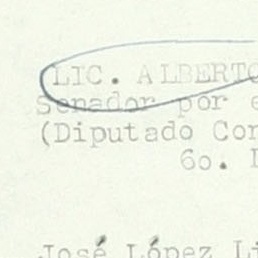 LIC. ALBERTO
Senador por e
(Diputado Con
6o. I
José López Li